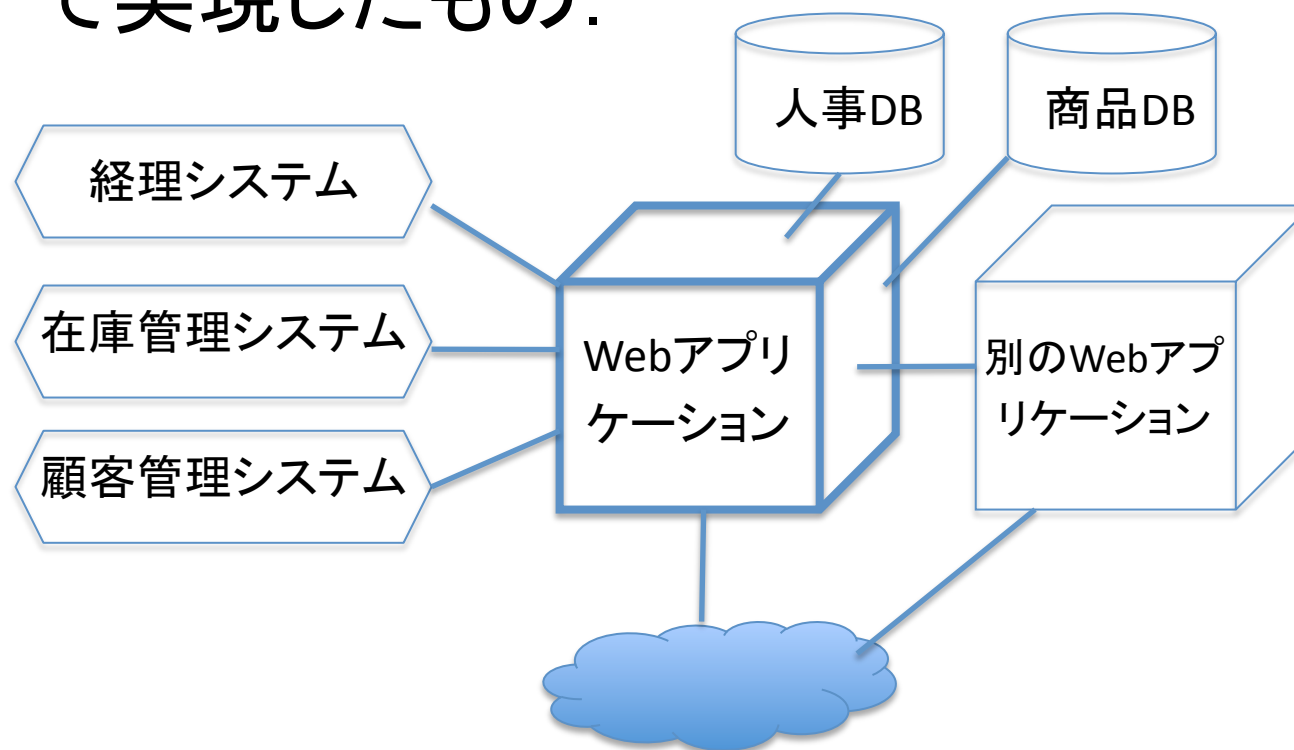 で実現したもの.
人事DB
商品DB
経理システム
在庫管理システム
顧客管理システム
Webアプリ
ケーション
別のWebアプ
リケーション